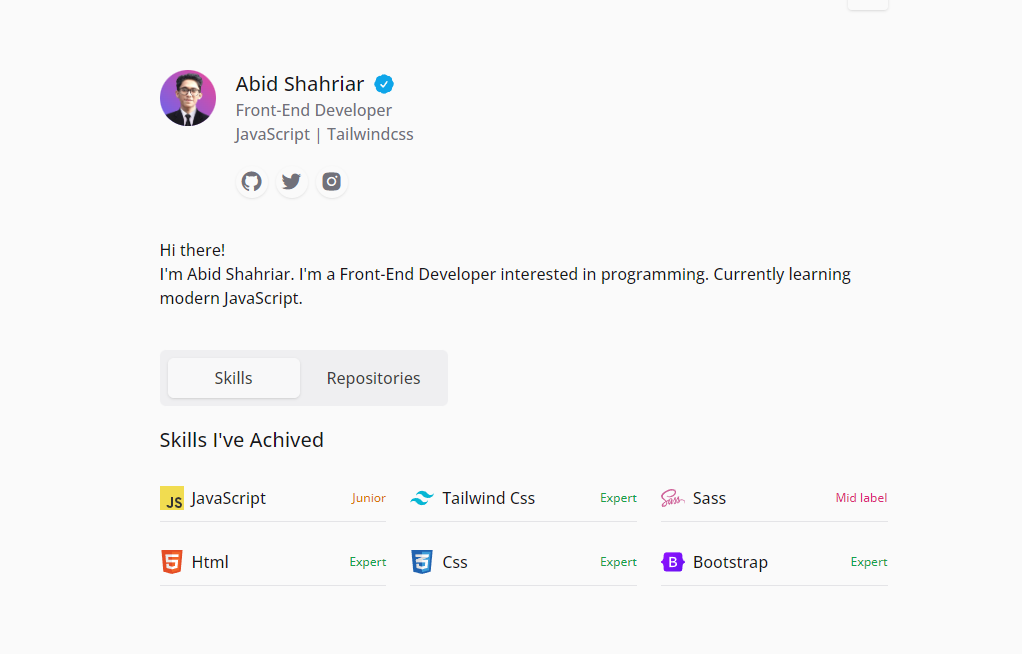 Abid Shahriar
Front-End Developer
JavaScript | Tailwindcss
Hi there!
I'm Abid Shahriar. I'm a Front-End Developer interested in programming. Currently learning
modern JavaScript.
Skills Repositories
Skills I've Achived
JS JavaScript Junior Tailwind Css Expert Sass Sass Mid label
5 Html Expert 3 Css Expert B Bootstrap Expert